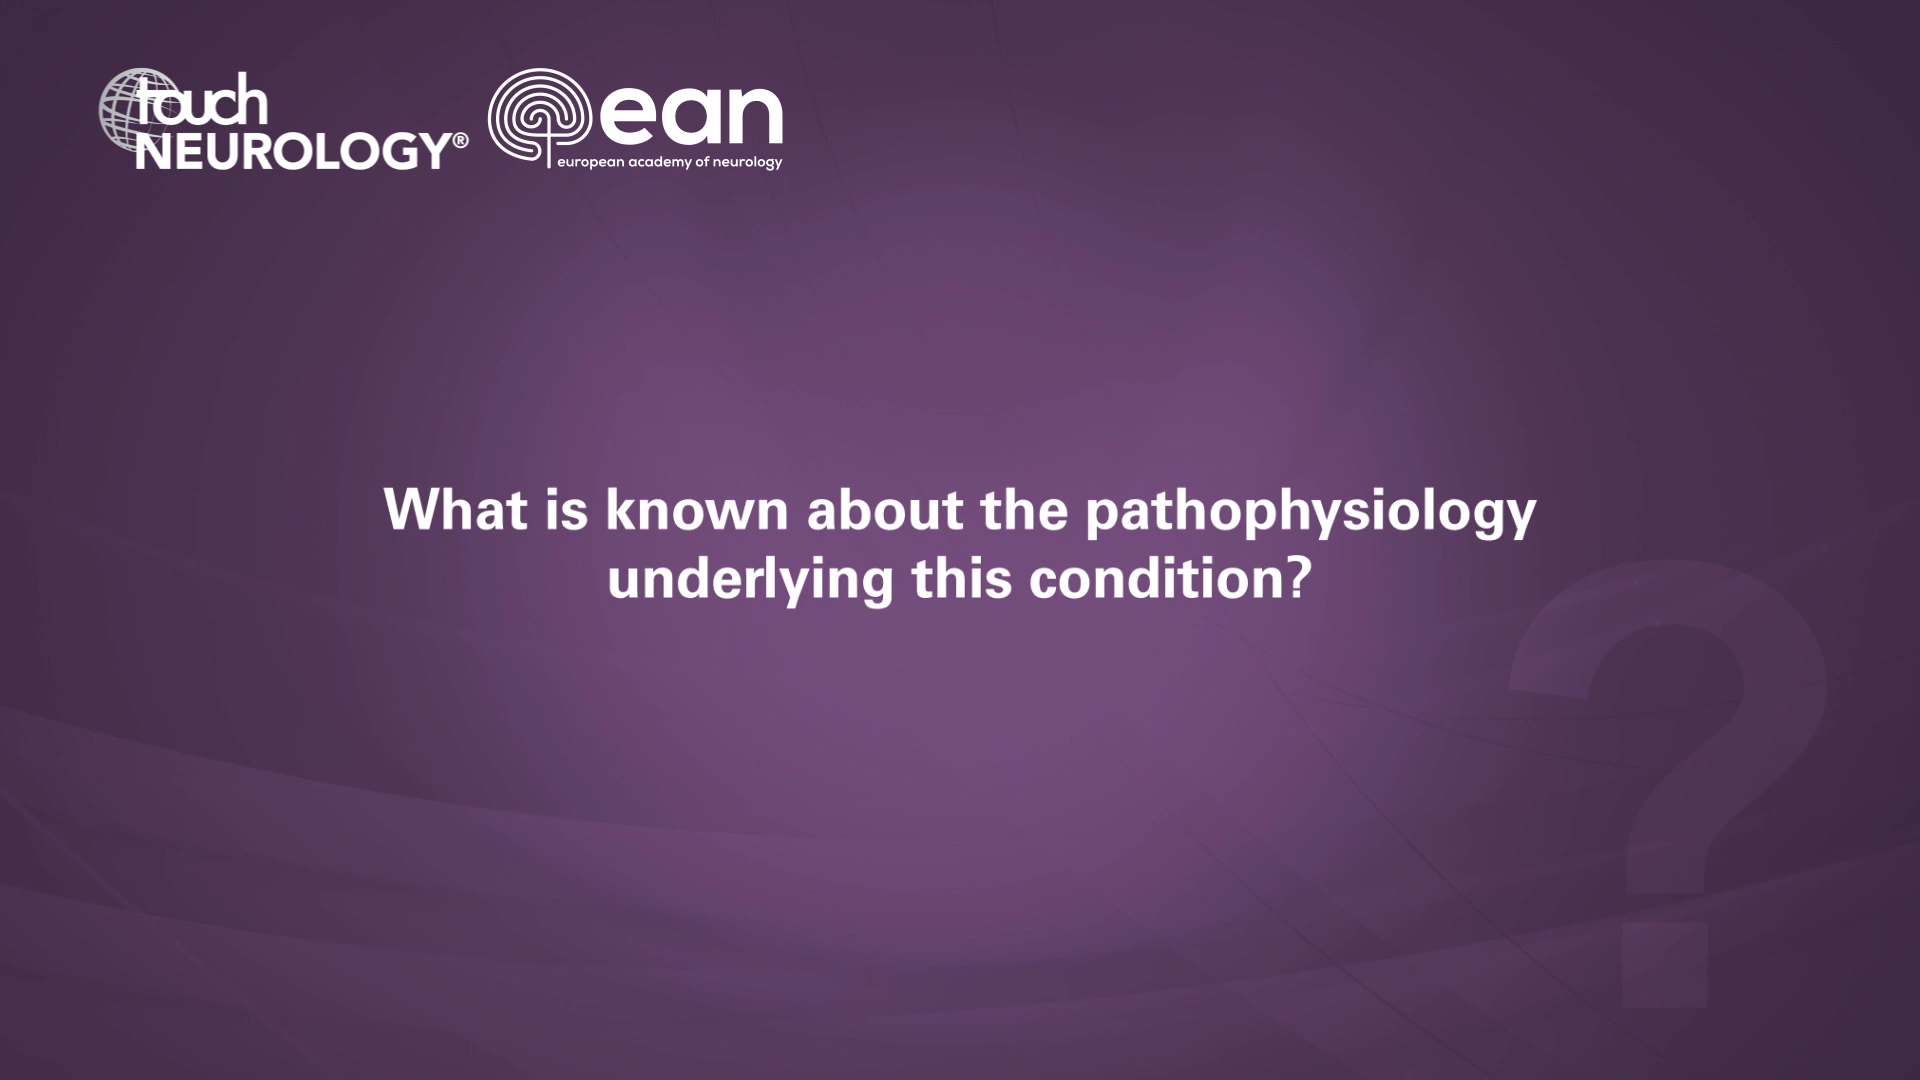 touch
NEUROLOGY®
ean
european academy of neurology
What is known about the pathophysiology
underlying this condition?
?